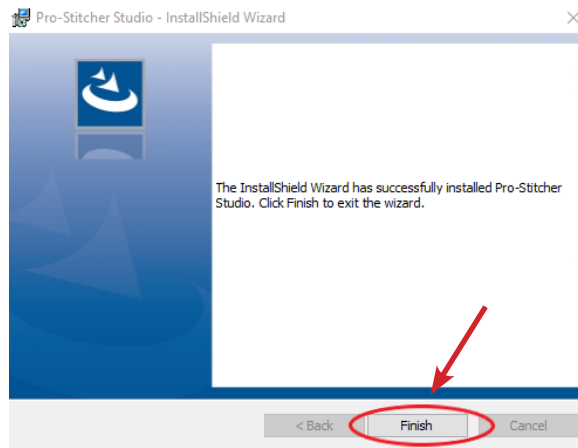 Pro-Stitcher Studio - InstallShield Wizard
The InstallShield Wizard has successfully installed Pro-Stitcher
Studio. Click Finish to exit the wizard.
< Back
Finish
Cancel